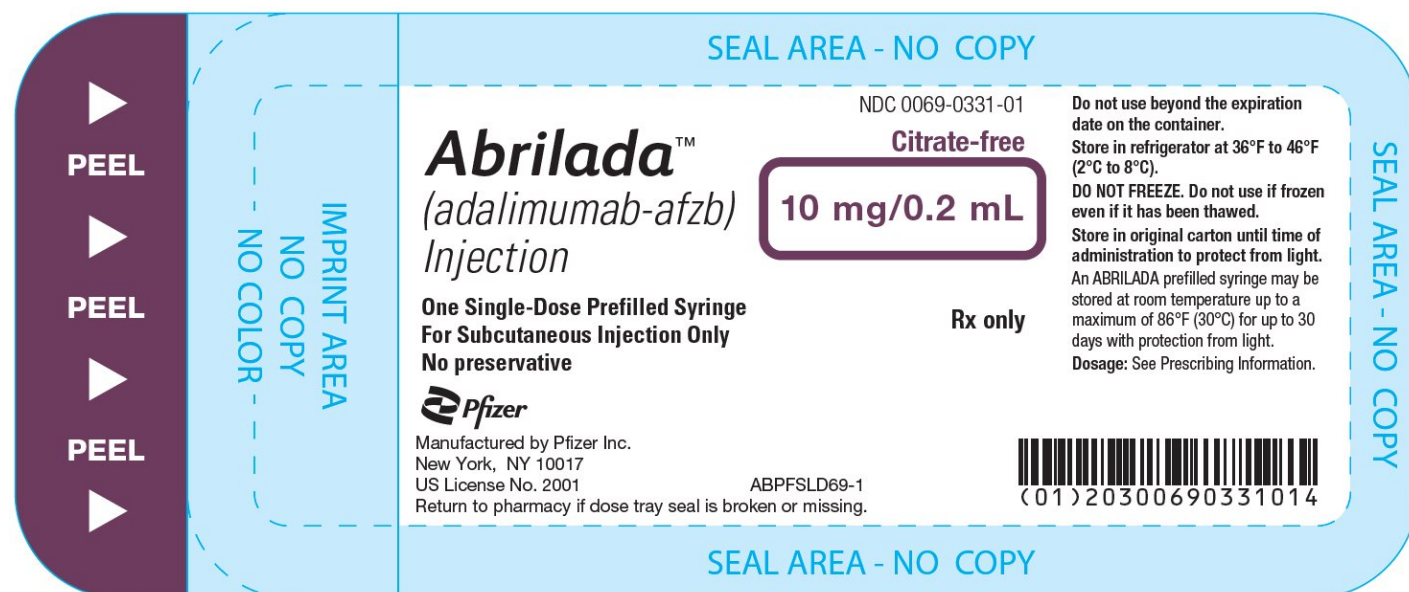 SEAL AREA - NO COPY
PEEL
PEEL
PEEL
IMPRINT AREA
NO COPY
- NO COLOR -
Abrilada™
(adalimumab-afzb)
Injection
One Single-Dose Prefilled Syringe
For Subcutaneous Injection Only
No preservative
Pfizer
Manufactured by Pfizer Inc.
New York, NY 10017
US License No. 2001
ABPFSLD69-1
Return to pharmacy if dose tray seal is broken or missing.
NDC 0069-0331-01
Citrate-free
10 mg/0.2 mL
Rx only
Do not use beyond the expiration
date on the container.
Store in refrigerator at 36°F to 46°F
(2°C to 8°C).
DO NOT FREEZE. Do not use if frozen
even if it has been thawed.
Store in original carton until time of
administration to protect from light.
An ABRILADA prefilled syringe may be
stored at room temperature up to a
maximum of 86°F (30°C) for up to 30
days with protection from light.
Dosage: See Prescribing Information.
(01)20300690331014
SEAL AREA - NO COPY
SEAL AREA - NO COPY